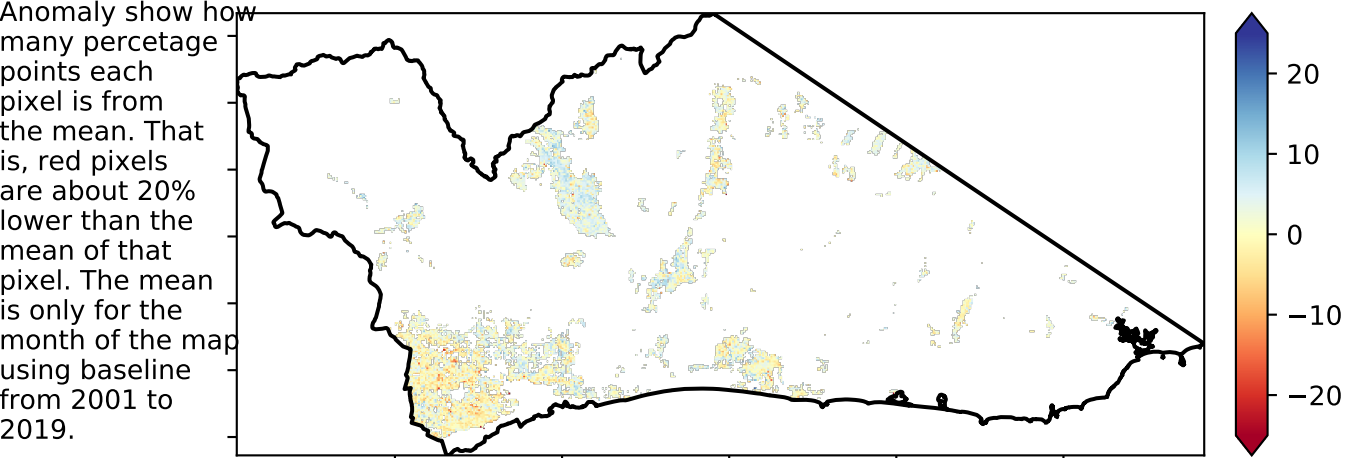 Anomaly show how
many percetage
points each
pixel is from
the mean. That
is, red pixels
are about 20%
lower than the
mean of that
pixel. The mean
is only for the
month of the map
using baseline
from 2001 to
2019.
20
10
0
−10
−20